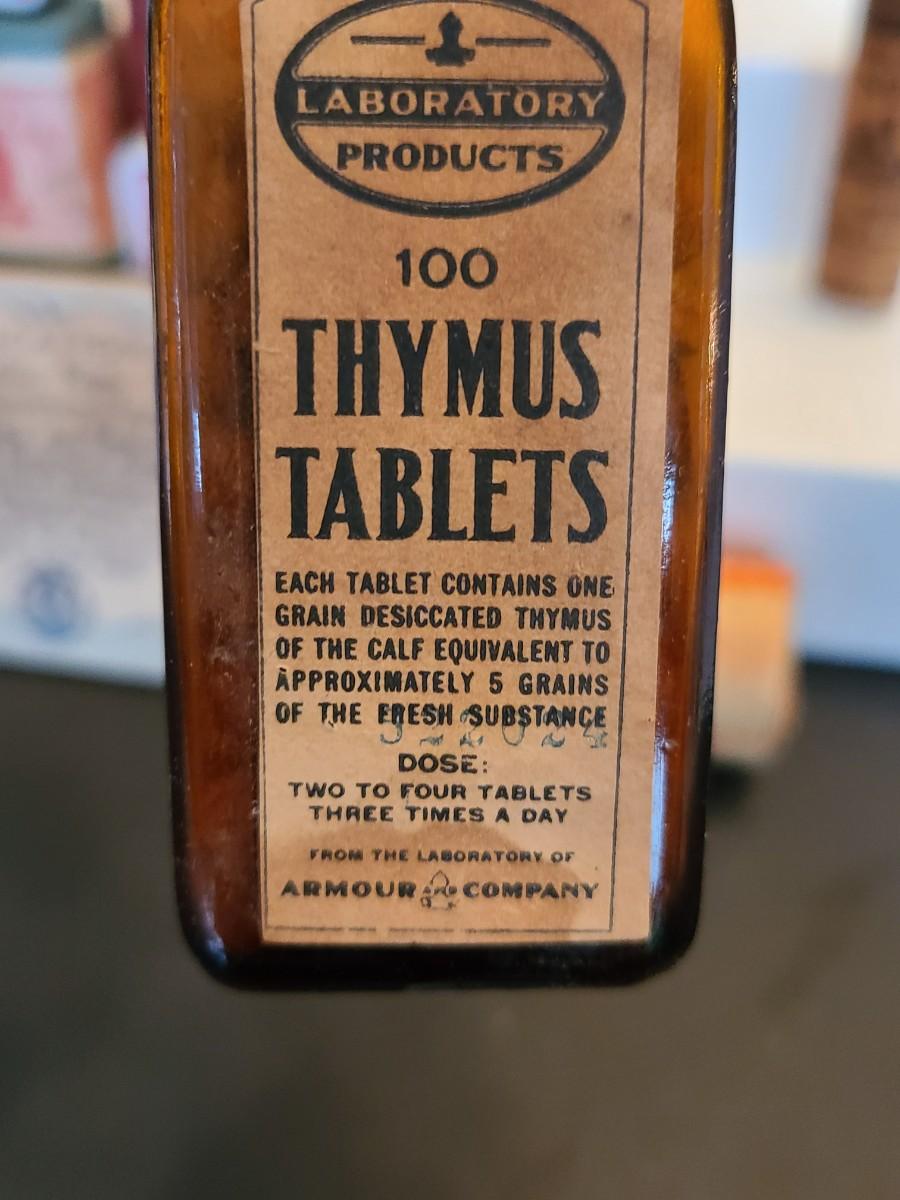 LABORATORY
PRODUCTS
100
THYMUS
TABLETS
EACH TABLET CONTAINS ONE
GRAIN DESICCATED THYMUS
OF THE CALF EQUIVALENT TO
APPROXIMATELY 5 GRAINS
OF THE FRESH SUBSTANCE
DOSE:
TWO TO FOUR TABLETS
THREE TIMES A DAY
FROM THE LABORATORY OF
ARMOUR AND COMPANY